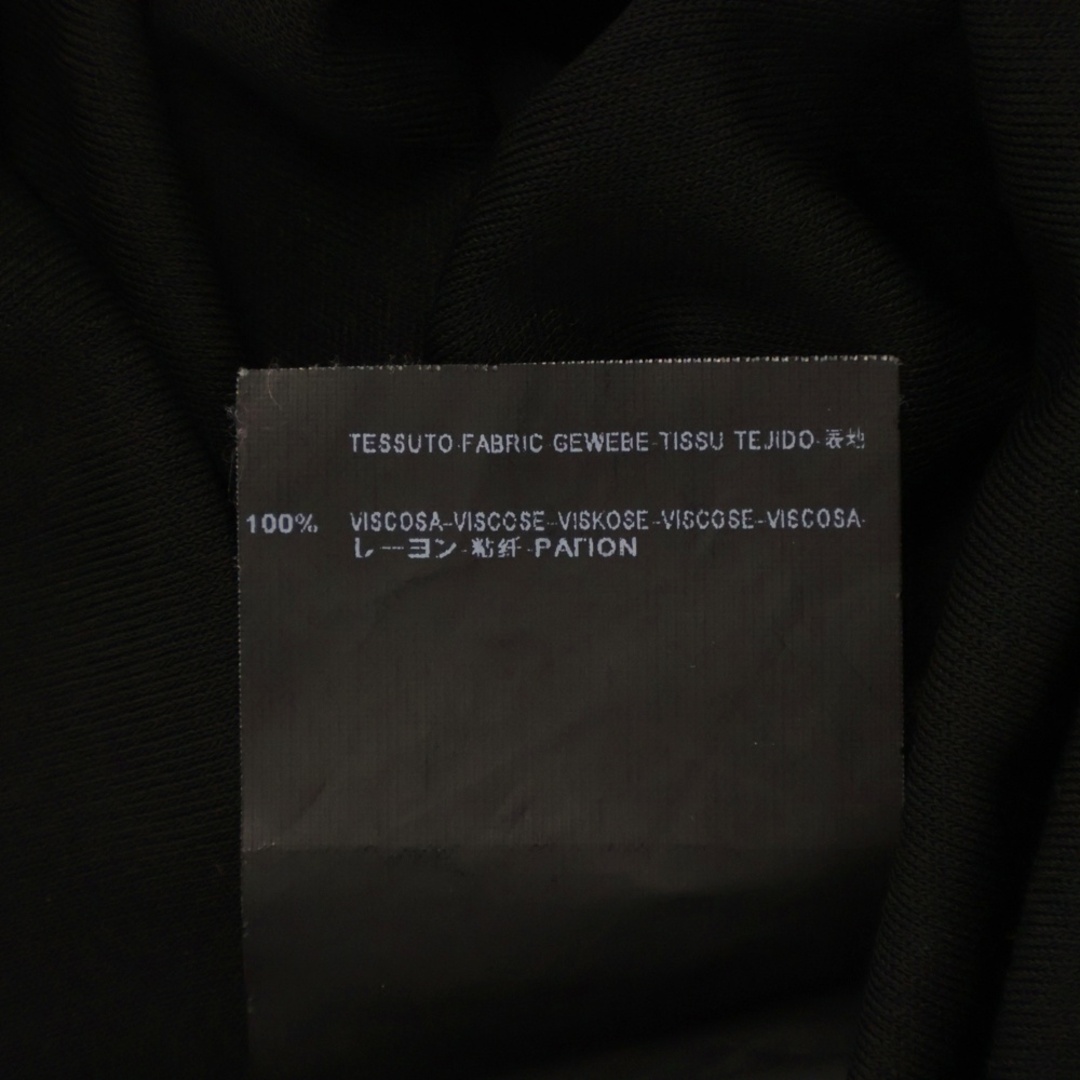 TESSUTO-FABRIC GEWEBE-TISSU TEJIDO-表地
100% VISCOSA-VISCOSE-VISKOSE-VISCOSE-VISCOSA-
レーヨン-粘纤-ΡΑΓΙΟΝ